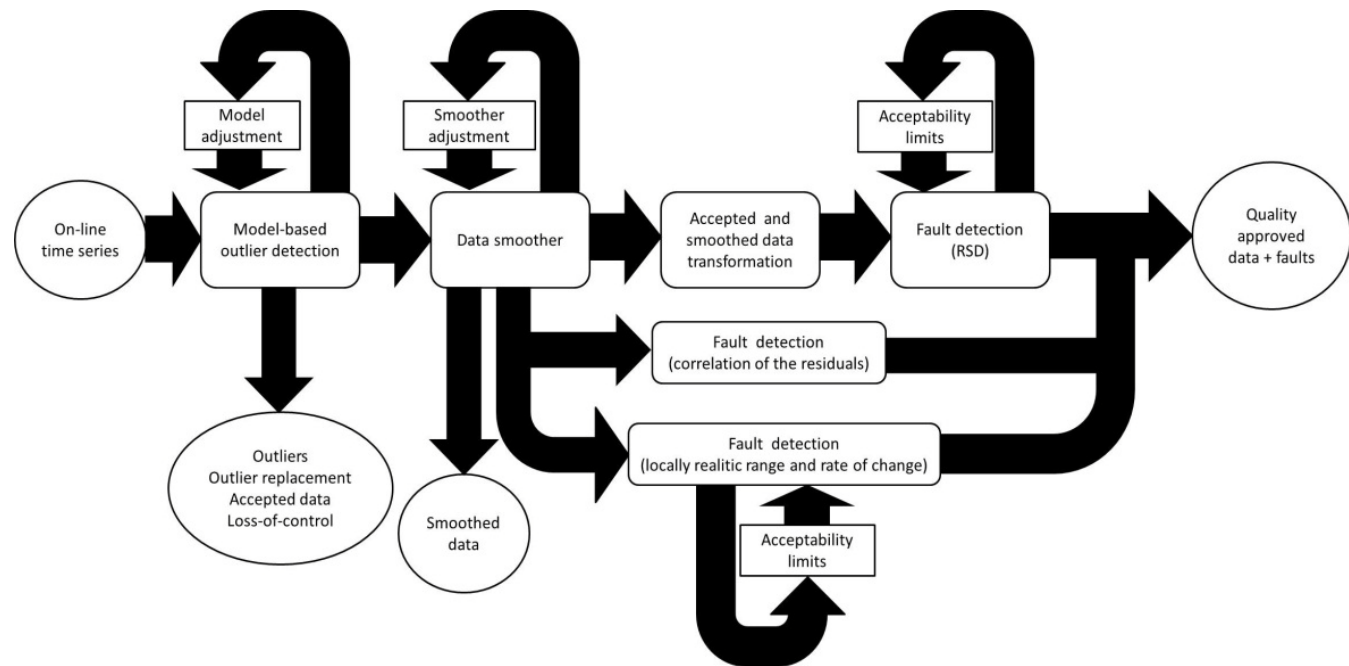 Model
adjustment
Smoother
adjustment
Acceptability
limits
On-line
time series
Model-based
outlier detection
Data smoother
Accepted and
smoothed data
transformation
Fault detection
(RSD)
Quality
approved
data + faults
Fault detection
(correlation of the residuals)
Fault detection
(locally realitic range and rate of change)
Outliers
Outlier replacement
Accepted data
Loss-of-control
Smoothed
data
Acceptability
limits